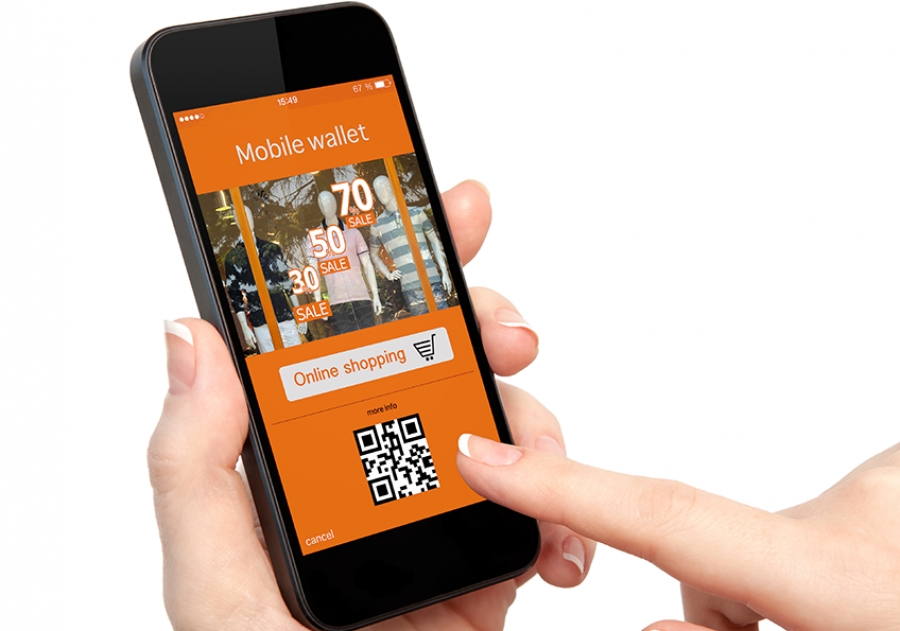 15:49
67 %
Mobile wallet
70
%
SALE
50
SALE
30
SALE
Online shopping
more info
cancel